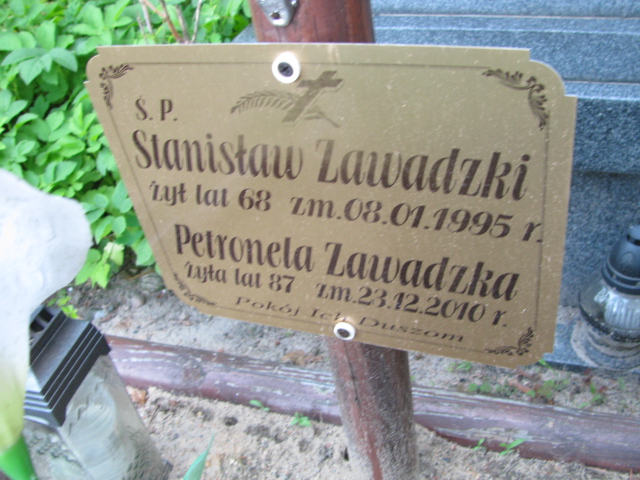 Ś. P.
Stanisław Zawadzki
żył lat 68 zm.08.01.1995 r.
Petronela Zawadzka
żyła lat 87 zm.23.12.2010 r.
Pokój Ich Duszom